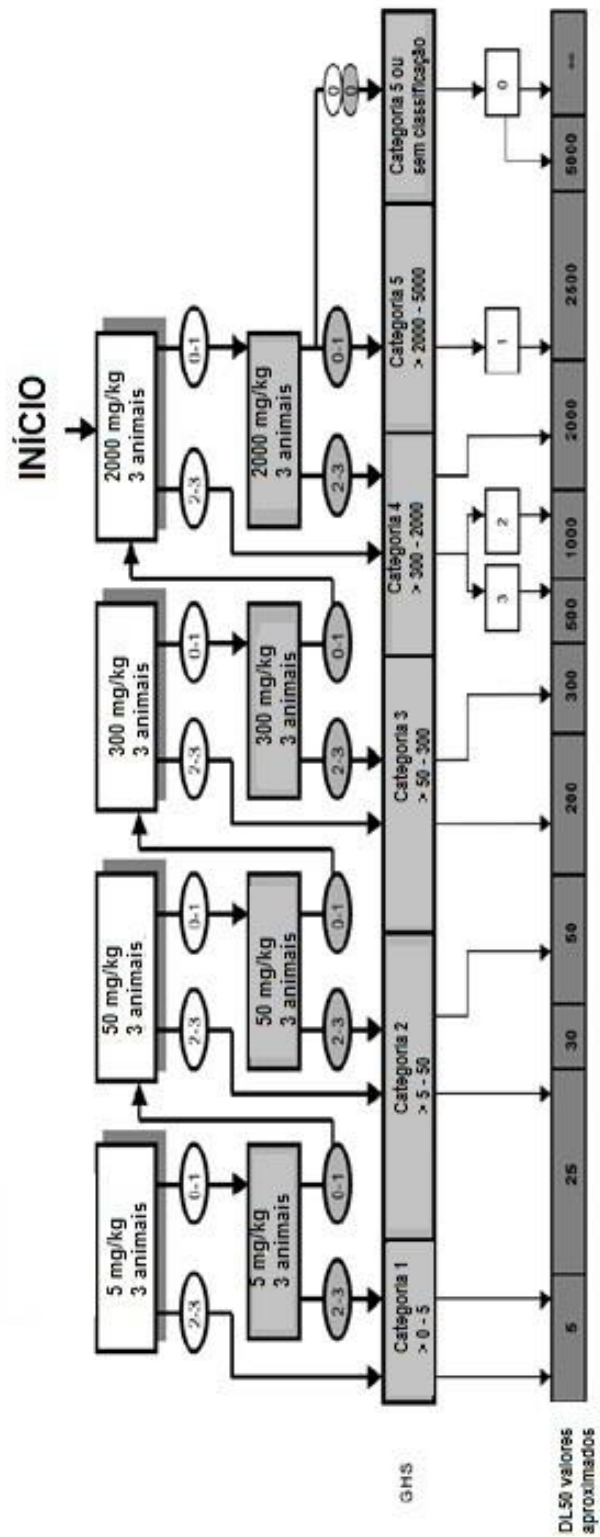 INÍCIO
5 mg/kg
3 animais
50 mg/kg
3 animais
300 mg/kg
3 animais
2000 mg/kg
3 animais
2-3
0-1
2-3
0-1
2-3
0-1
2-3
0-1
5 mg/kg
3 animais
50 mg/kg
3 animais
300 mg/kg
3 animais
2000 mg/kg
3 animais
2-3
0-1
2-3
0-1
2-3
0-1
2-3
0-1
0
0
GHS
Categoria 1
> 0 - 5
Categoria 2
> 5 - 50
Categoria 3
> 50 - 300
Categoria 4
> 300 - 2000
Categoria 5
> 2000 - 5000
Categoria 5 ou
sem classificação
3
2
1
0
DL50 valores
aproximados
5
25
30
50
200
300
500
1000
2000
2500
5000